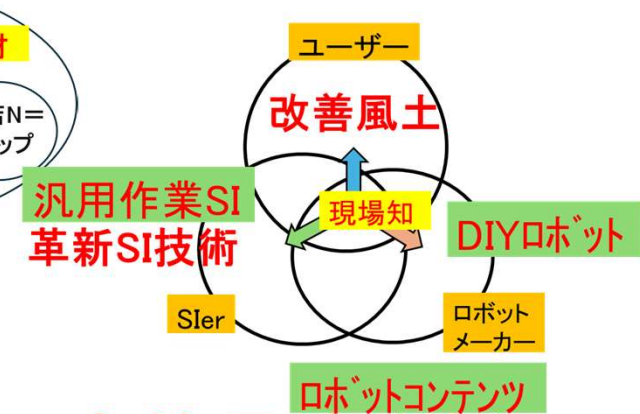 ユーザー
改善風土
N=
ップ
汎用作業SI
革新SI技術
現場知
DIYロボット
SIer
ロボット
メーカー
ロボットコンテンツ